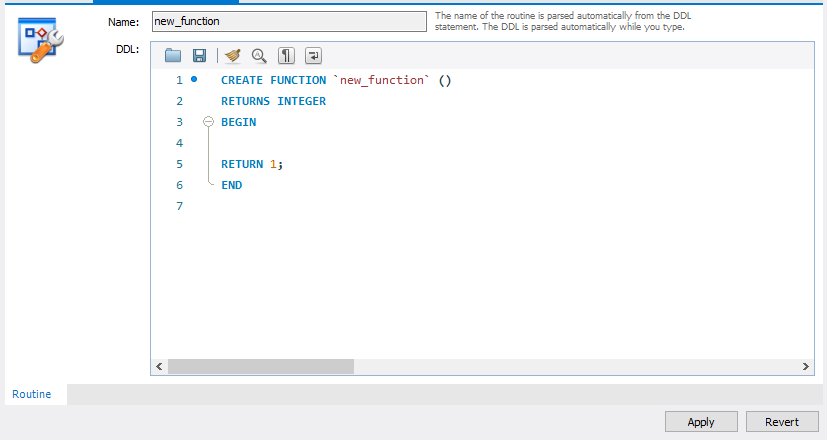 Name:
new_function
The name of the routine is parsed automatically from the DDL
statement. The DDL is parsed automatically while you type.
DDL:
1 CREATE FUNCTION `new_function` ()
2 RETURNS INTEGER
3 BEGIN
4
5 RETURN 1;
6 END
7
Routine
Apply
Revert